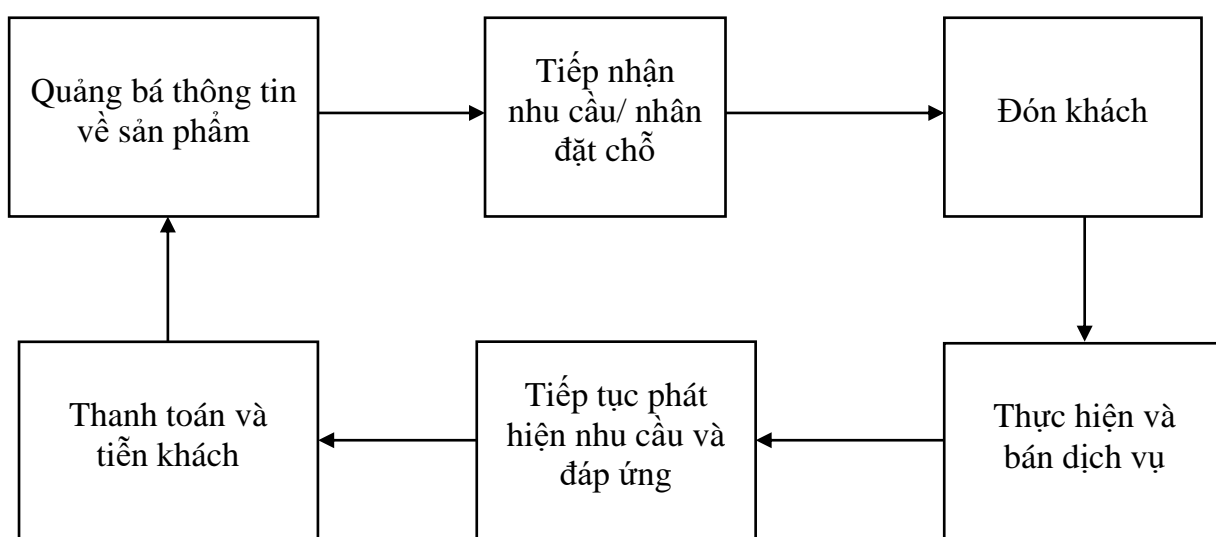 Quảng bá thông tin
về sản phẩm
Tiếp nhận
nhu cầu/ nhân
đặt chỗ
Đón khách
Thực hiện và
bán dịch vụ
Tiếp tục phát
hiện nhu cầu và
đáp ứng
Thanh toán và
tiễn khách